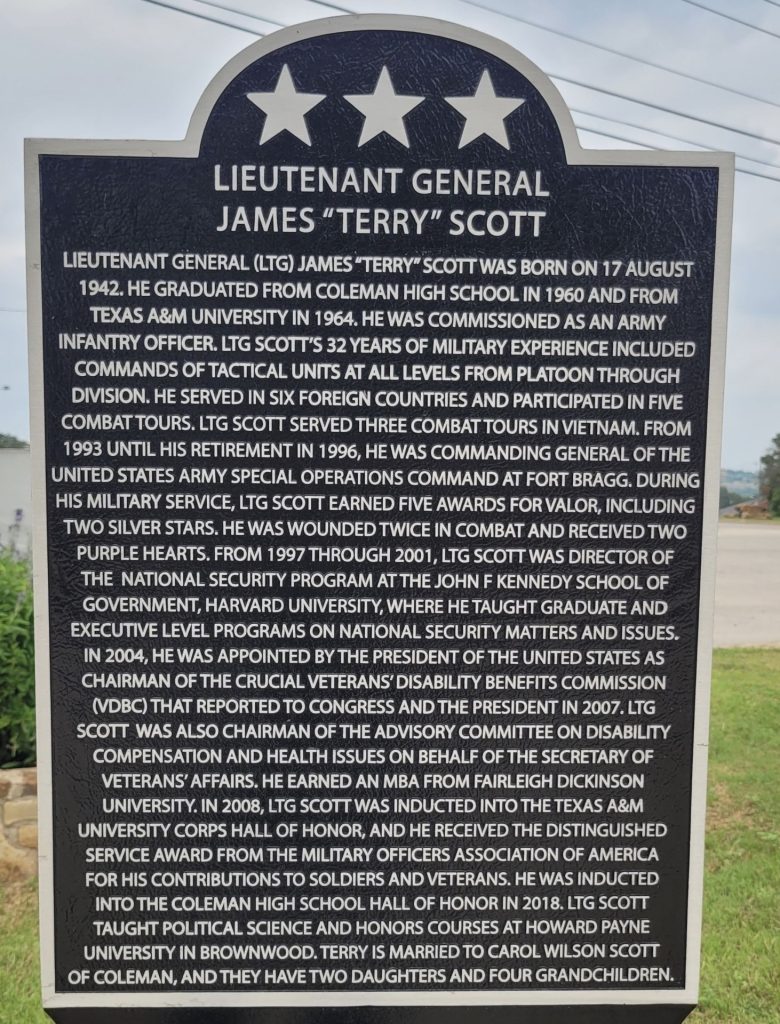 LIEUTENANT GENERAL
JAMES "TERRY" SCOTT
LIEUTENANT GENERAL (LTG) JAMES "TERRY" SCOTT WAS BORN ON 17 AUGUST
1942. HE GRADUATED FROM COLEMAN HIGH SCHOOL IN 1960 AND FROM
TEXAS A&M UNIVERSITY IN 1964. HE WAS COMMISSIONED AS AN ARMY
INFANTRY OFFICER. LTG SCOTT'S 32 YEARS OF MILITARY EXPERIENCE INCLUDED
COMMANDS OF TACTICAL UNITS AT ALL LEVELS FROM PLATOON THROUGH
DIVISION. HE SERVED IN SIX FOREIGN COUNTRIES AND PARTICIPATED IN FIVE
COMBAT TOURS. LTG SCOTT SERVED THREE COMBAT TOURS IN VIETNAM. FROM
1993 UNTIL HIS RETIREMENT IN 1996, HE WAS COMMANDING GENERAL OF THE
UNITED STATES ARMY SPECIAL OPERATIONS COMMAND AT FORT BRAGG. DURING
HIS MILITARY SERVICE, LTG SCOTT EARNED FIVE AWARDS FOR VALOR, INCLUDING
TWO SILVER STARS. HE WAS WOUNDED TWICE IN COMBAT AND RECEIVED TWO
PURPLE HEARTS. FROM 1997 THROUGH 2001, LTG SCOTT WAS DIRECTOR OF
THE NATIONAL SECURITY PROGRAM AT THE JOHN F KENNEDY SCHOOL OF
GOVERNMENT, HARVARD UNIVERSITY, WHERE HE TAUGHT GRADUATE AND
EXECUTIVE LEVEL PROGRAMS ON NATIONAL SECURITY MATTERS AND ISSUES.
IN 2004, HE WAS APPOINTED BY THE PRESIDENT OF THE UNITED STATES AS
CHAIRMAN OF THE CRUCIAL VETERANS' DISABILITY BENEFITS COMMISSION
(VDBC) THAT REPORTED TO CONGRESS AND THE PRESIDENT IN 2007. LTG
SCOTT WAS ALSO CHAIRMAN OF THE ADVISORY COMMITTEE ON DISABILITY
COMPENSATION AND HEALTH ISSUES ON BEHALF OF THE SECRETARY OF
VETERANS' AFFAIRS. HE EARNED AN MBA FROM FAIRLEIGH DICKINSON
UNIVERSITY. IN 2008, LTG SCOTT WAS INDUCTED INTO THE TEXAS A&M
UNIVERSITY CORPS HALL OF HONOR, AND HE RECEIVED THE DISTINGUISHED
SERVICE AWARD FROM THE MILITARY OFFICERS ASSOCIATION OF AMERICA
FOR HIS CONTRIBUTIONS TO SOLDIERS AND VETERANS. HE WAS INDUCTED
INTO THE COLEMAN HIGH SCHOOL HALL OF HONOR IN 2018. LTG SCOTT
TAUGHT POLITICAL SCIENCE AND HONORS COURSES AT HOWARD PAYNE
UNIVERSITY IN BROWNWOOD. TERRY IS MARRIED TO CAROL WILSON SCOTT
OF COLEMAN, AND THEY HAVE TWO DAUGHTERS AND FOUR GRANDCHILDREN.